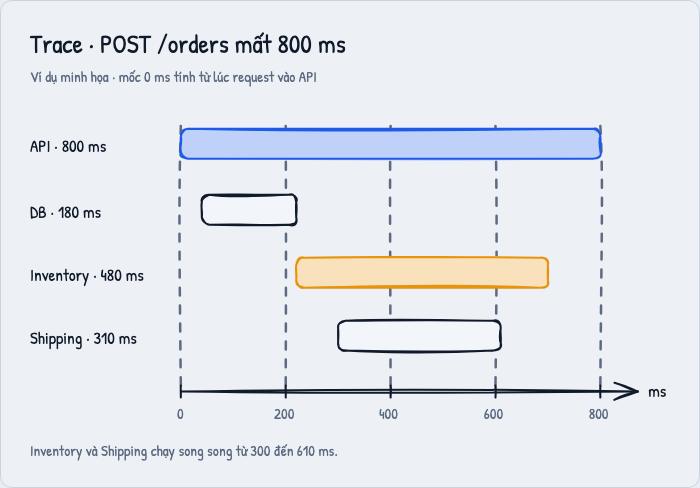 Trace · POST /orders mất 800 ms
Ví dụ minh họa · mốc 0 ms tính từ lúc request vào API
API · 800 ms
DB · 180 ms
Inventory · 480 ms
Shipping · 310 ms
ms
0 200 400 600 800
Inventory và Shipping chạy song song từ 300 đến 610 ms.